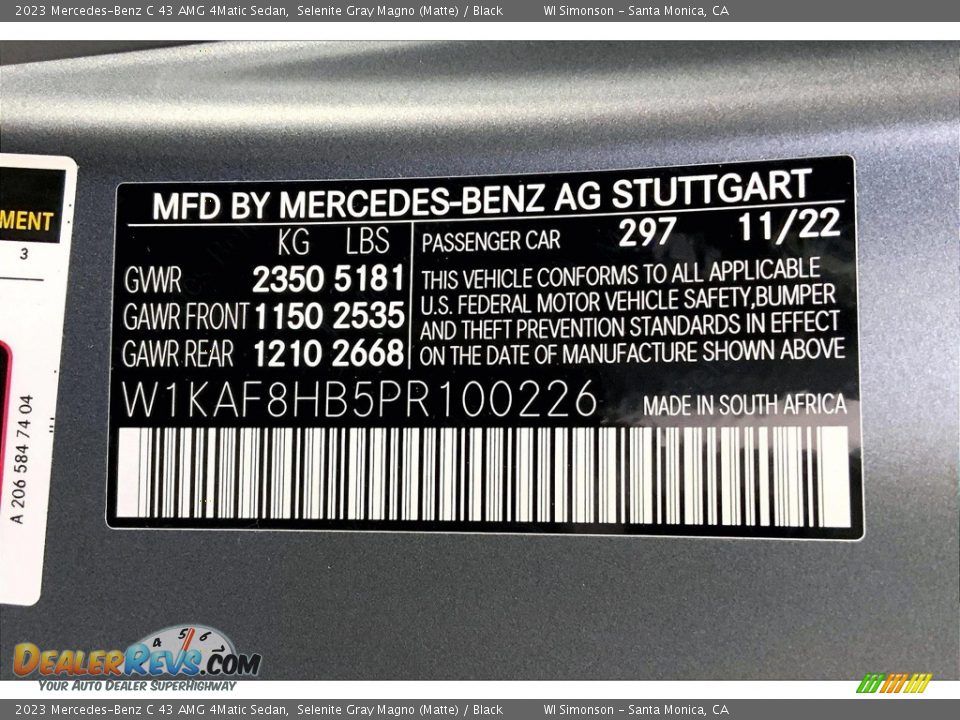 2023 Mercedes-Benz C 43 AMG 4Matic Sedan, Selenite Gray Magno (Matte) / Black WI Simonson - Santa Monica, CA
MENT
3
A 206 584 74 04
MFD BY MERCEDES-BENZ AG STUTTGART
KG LBS
GVWR 2350 5181
GAWR FRONT 1150 2535
GAWR REAR 1210 2668
PASSENGER CAR 297 11/22
THIS VEHICLE CONFORMS TO ALL APPLICABLE
U.S. FEDERAL MOTOR VEHICLE SAFETY,BUMPER
AND THEFT PREVENTION STANDARDS IN EFFECT
ON THE DATE OF MANUFACTURE SHOWN ABOVE
W1KAF8HB5PR100226 MADE IN SOUTH AFRICA
4 5 6
DealerRevs.com
Your Auto Dealer SuperHighway
2023 Mercedes-Benz C 43 AMG 4Matic Sedan, Selenite Gray Magno (Matte) / Black WI Simonson - Santa Monica, CA